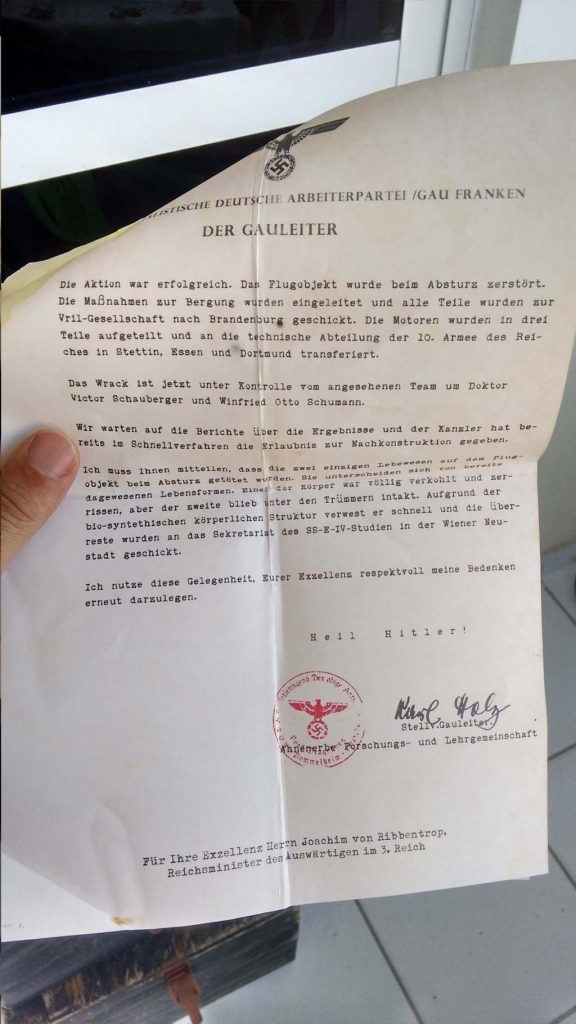 ALISTISCHE DEUTSCHE ARBEITERPARTEI /GAU FRANKEN
DER GAULEITER
Die Aktion war erfolgreich. Das Flugobjekt wurde beim Absturz zerstört.
Die Maßnahmen zur Bergung wurden eingeleitet und alle Teile wurden zur
Vril-Gesellschaft nach Brandenburg geschickt. Die Motoren wurden in drei
Teile aufgeteilt und an die technische Abteilung der 10. Armee des Rei-
ches in Stettin, Essen und Dortmund transferiert.
Das Wrack ist jetzt unter Kontrolle vom angesehenen Team um Doktor
Victor Schauberger und Winfried Otto Schumann.
Wir warten auf die Berichte über die Ergebnisse und der Kanzler hat be-
reits im Schnellverfahren die Erlaubnis zur Nachkonstruktion gegeben.
Ich muss Ihnen mitteilen, dass die zwei einzigen Lebewesen auf dem Flug-
objekt beim Absturz getötet wurden. Sie unterscheiden sich von bereits
dagewesenen Lebensformen. Einer der Körper war völlig verkohlt und zer-
rissen, aber der zweite blieb unter den Trümmern intakt. Aufgrund der
bio-syntethischen körperlichen Struktur verwest er schnell und die über-
reste wurden an das Sekretariat des SS-E-IV-Studien in der Wiener Neu-
stadt geschickt.
Ich nutze diese Gelegenheit, Eurer Exzellenz respektvoll meine Bedenken
erneut darzulegen.
Heil Hitler!
Karl Holz
Stellv.Gauleiter
Ahnenerbe Forschungs- und Lehrgemeinschaft
Für Ihre Exzellenz Herrn Joachim von Ribbentrop,
Reichsminister des Auswärtigen im 3. Reich